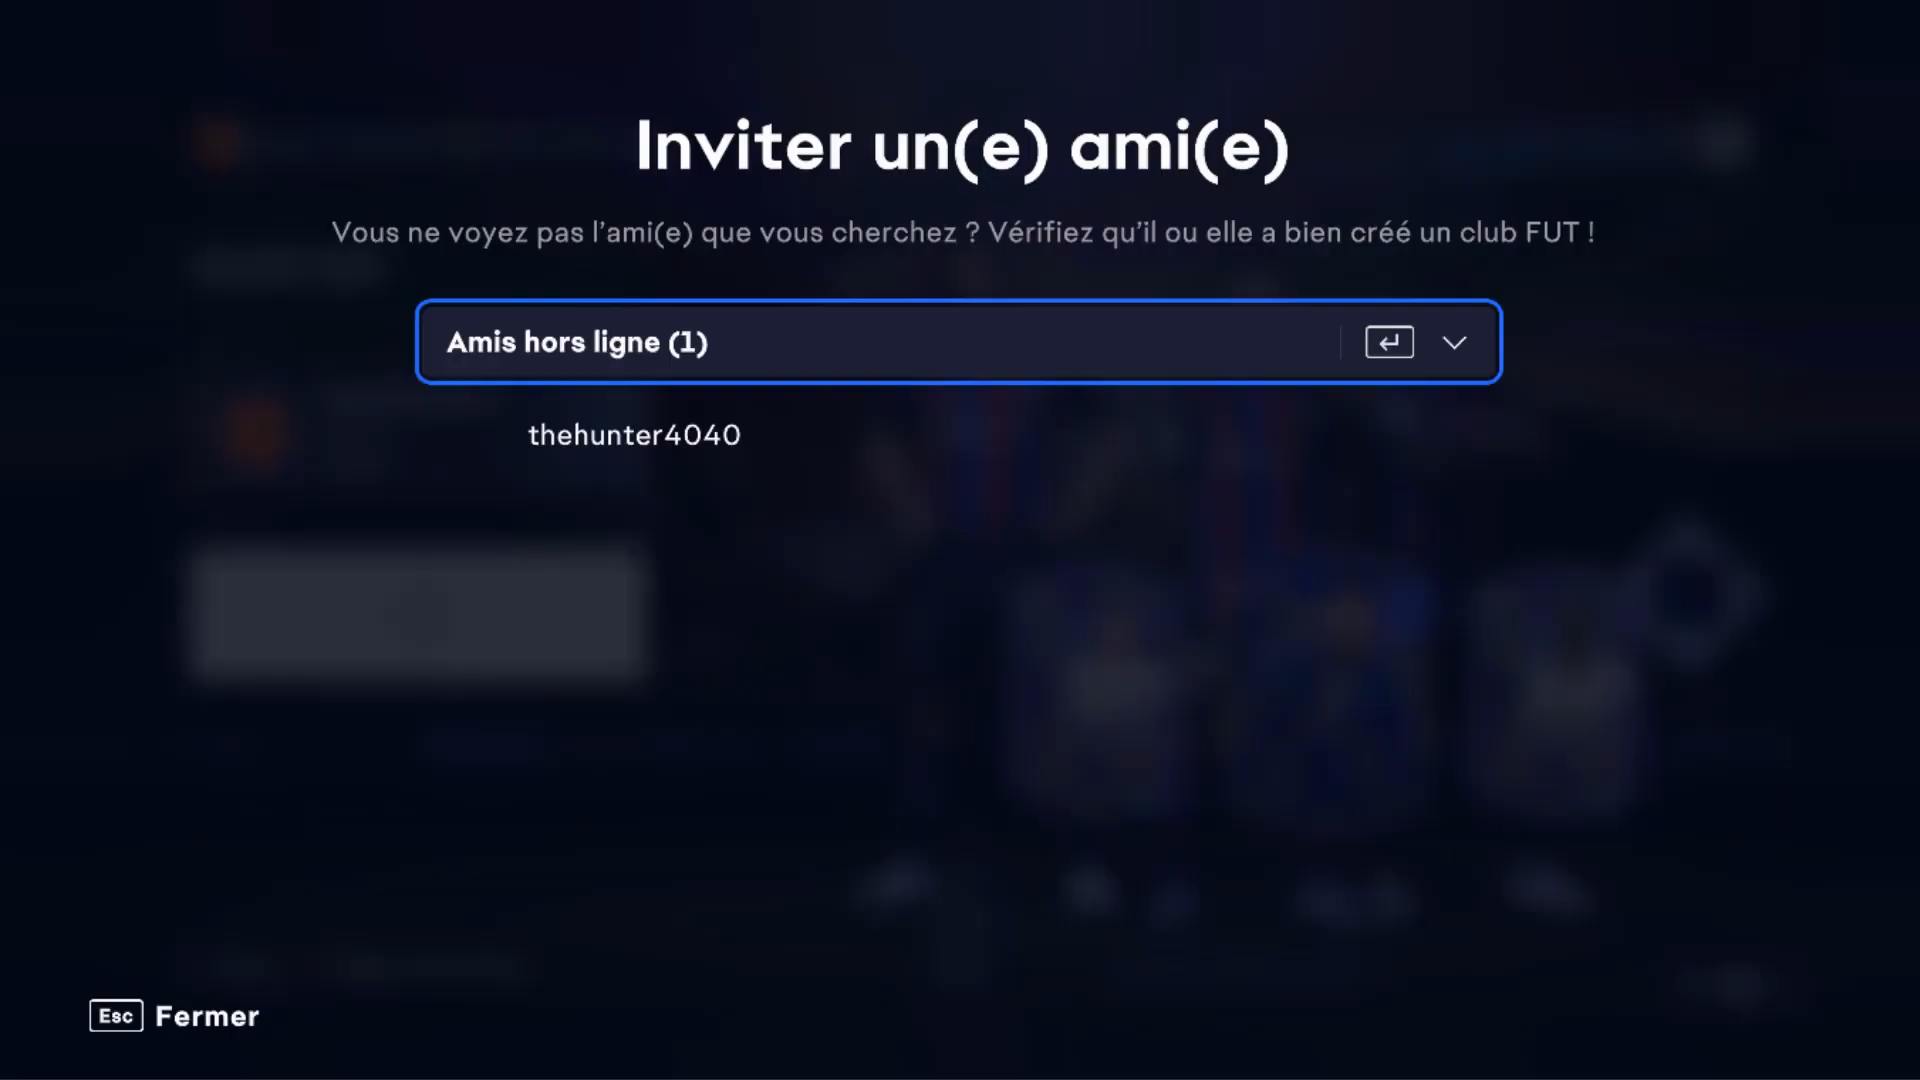 Inviter un(e) ami(e)
Vous ne voyez pas l’ami(e) que vous cherchez ? Vérifiez qu’il ou elle a bien créé un club FUT !
Amis hors ligne (1)
thehunter4040
Esc Fermer